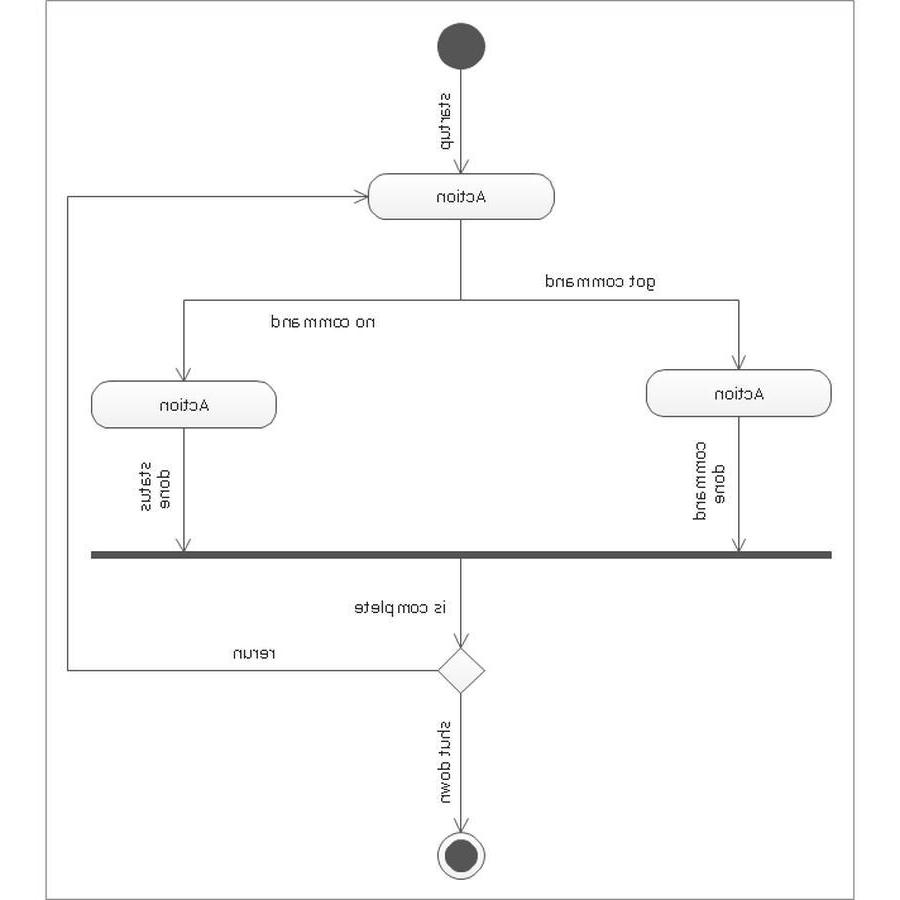 startup
Action
got command
no command
Action
Action
command
done
status
done
is complete
rerun
shut down